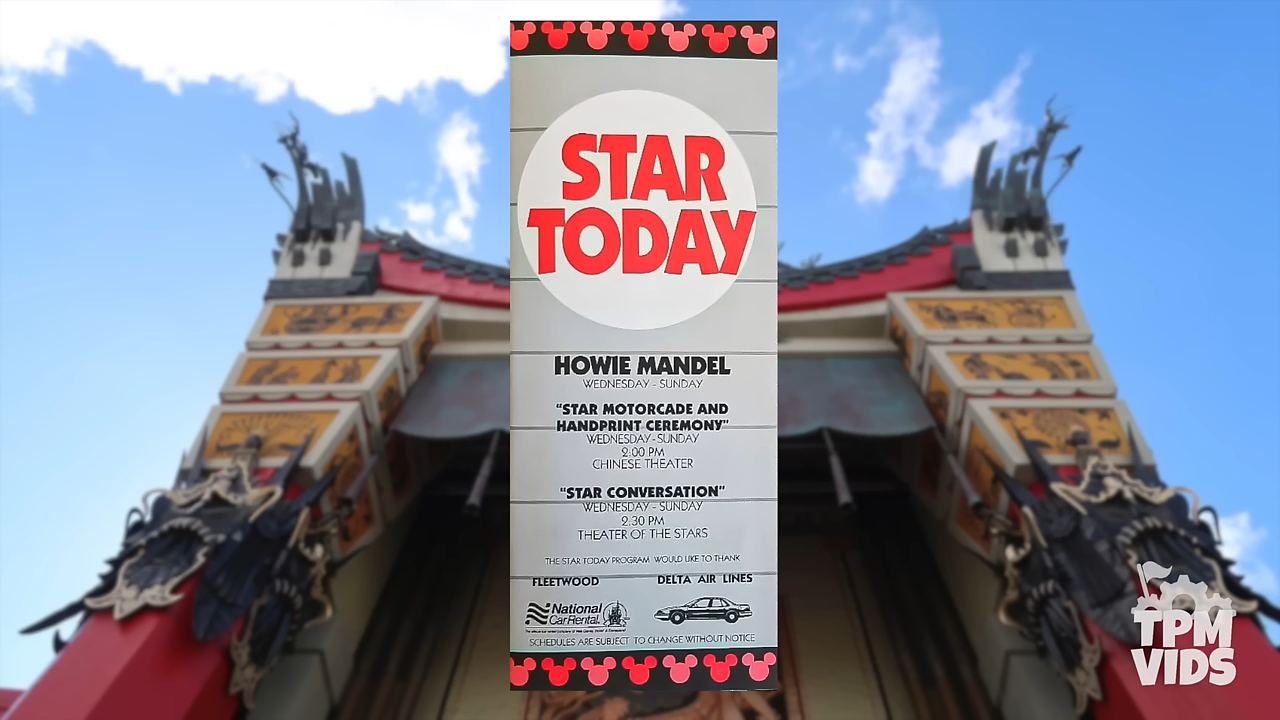 STAR
TODAY
HOWIE MANDEL
WEDNESDAY - SUNDAY
"STAR MOTORCADE AND
HANDPRINT CEREMONY"
WEDNESDAY - SUNDAY
2:00 PM
CHINESE THEATER
"STAR CONVERSATION"
WEDNESDAY - SUNDAY
2:30 PM
THEATER OF THE STARS
THE STAR TODAY PROGRAM WOULD LIKE TO THANK
FLEETWOOD DELTA AIR LINES
National
Car Rental
SCHEDULES ARE SUBJECT TO CHANGE WITHOUT NOTICE
TPM
VIDS